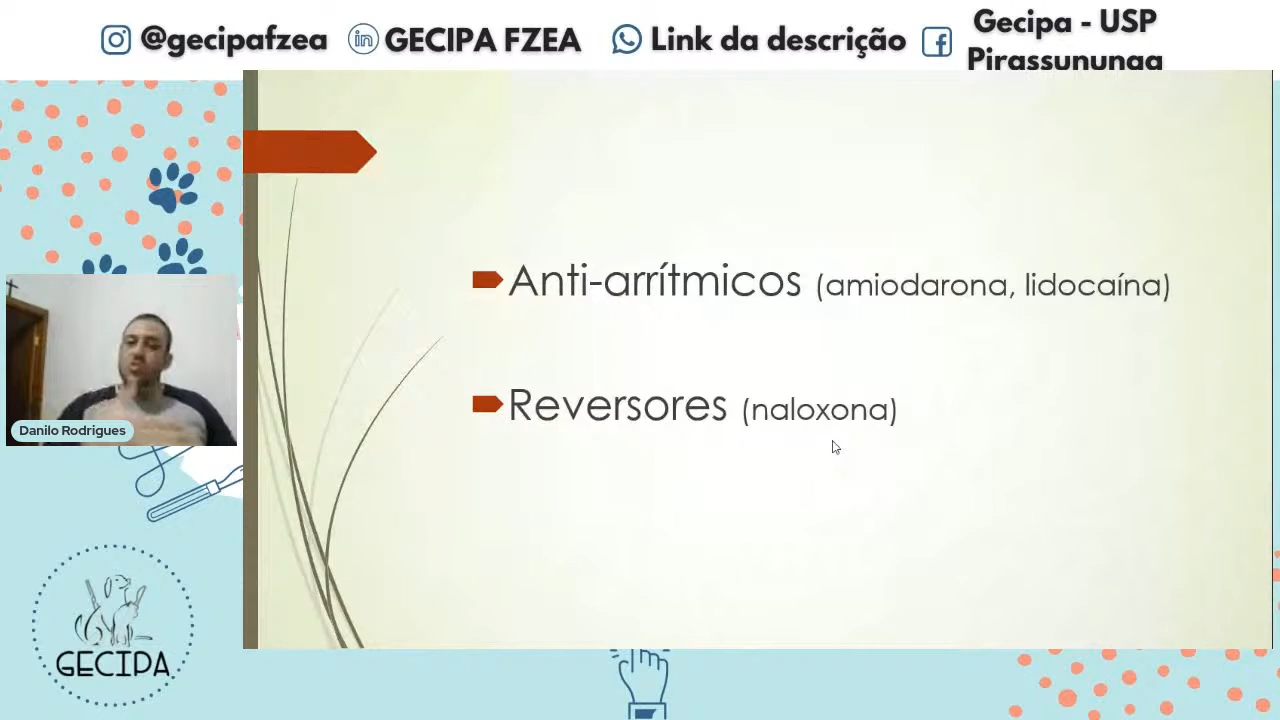 @gecipafzea
GECIPA FZEA
Link da descrição
Gecipa - USP
Pirassununga
Anti-arrítmicos (amiodarona, lidocaína)
Reversores (naloxona)
Danilo Rodrigues
GECIPA